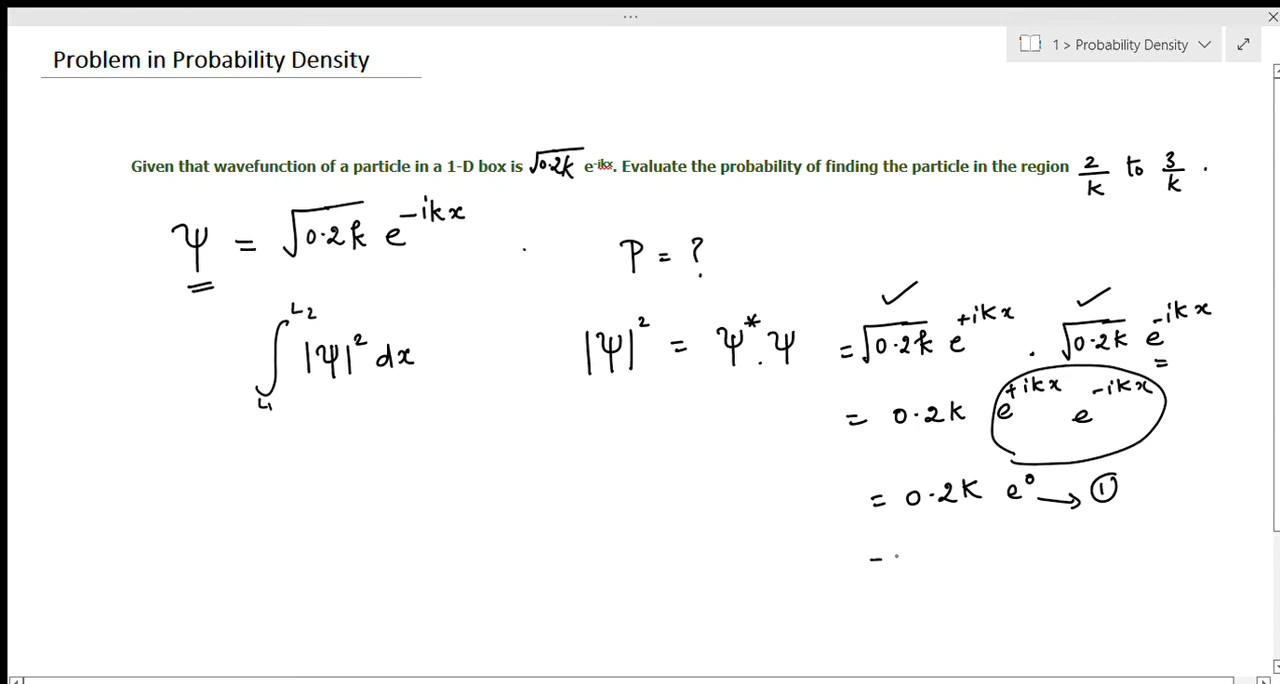 1 > Probability Density
Problem in Probability Density
Given that wavefunction of a particle in a 1-D box is √0.2k e^-ikx. Evaluate the probability of finding the particle in the region 2/k to 3/k .
ψ = √0.2k e^-ikx .
P = ?
∫_L1^L2 |ψ|^2 dx
|ψ|^2 = ψ* . ψ = √0.2k e^+ikx . √0.2k e^-ikx
= 0.2k e^+ikx e^-ikx
= 0.2k e^0 → ①